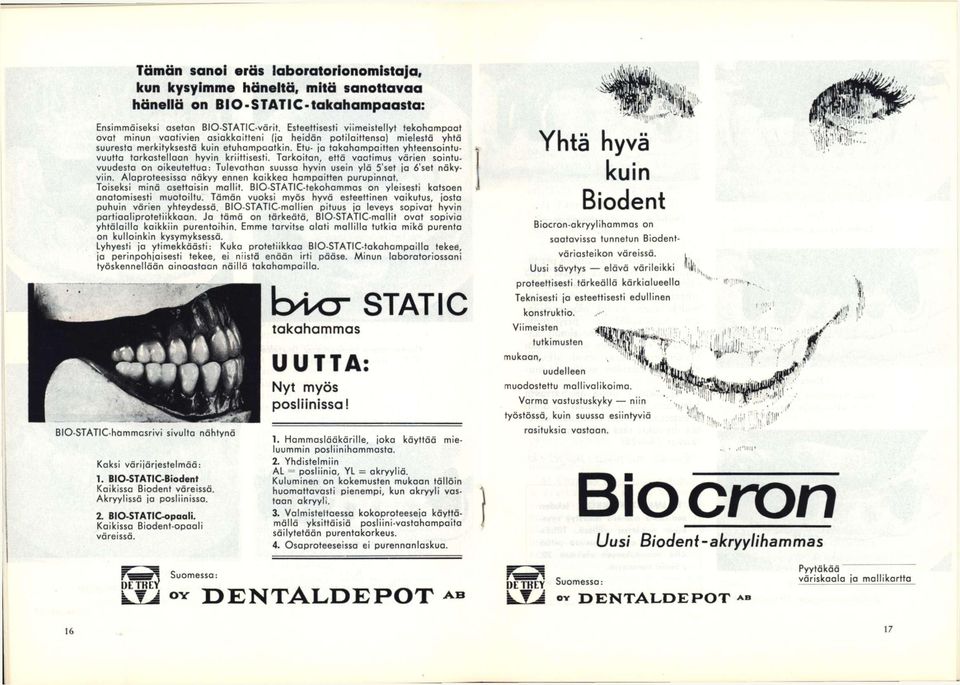 Tämän sanoi eräs laboratorionomistaja,
kun kysyimme häneltä, mitä sanottavaa
hänellä on BIO-STATIC-takahampaasta:
Ensimmäiseksi asetan BIO-STATIC-värit. Esteettisesti viimeistellyt tekohampaat
ovat minun vaativien asiakkaitteni (ja heidän potilaittensa) mielestä yhtä
suuresta merkityksestä kuin etuhampaatkin. Etu- ja takahampaitten yhteensointu-
vuutta tarkastellaan hyvin kriittisesti. Tarkoitan, että vaatimus värien sointu-
vuudesta on oikeutettua: Tulevathan suussa hyvin usein ylä 5'set ja 6'set näky-
viin. Alaproteesissa näkyy ennen kaikkea hampaitten purupinnat.
Toiseksi minä asettaisin mallit. BIO-STATIC-tekohammas on yleisesti katsoen
anatomisesti muotoiltu. Tämän vuoksi myös hyvä esteettinen vaikutus, josta
puhuin värien yhteydessä, BIO-STATIC-mallien pituus ja leveys sopivat hyvin
partiaaliprotetiikkaan. Ja tämä on tärkeätä, BIO-STATIC-mallit ovat sopivia
yhtälailla kaikkiin purentoihin. Emme tarvitse alati mallilla tutkia mikä purenta
on kulloinkin kysymyksessä.
Lyhyesti ja ytimekkäästi: Kuka protetiikkaa BIO-STATIC-takahampailla tekee,
ja perinpohjaisesti tekee, ei niistä enään irti pääse. Minun laboratoriossani
työskennellään ainoastaan näillä takahampailla.
bio STATIC
takahammas
UUTTA:
Nyt myös
posliinissa!
BIO-STATIC-hammasrivi sivulta nähtynä
Kaksi värijärjestelmää:
1. BIO-STATIC-Biodent
Kaikissa Biodent väreissä.
Akryylissä ja posliinissa.
2. BIO-STATIC-opaali.
Kaikissa Biodent-opaali
väreissä.
1. Hammaslääkärille, joka käyttää mie-
luummin posliinihammasta.
2. Yhdistelmiin
AL = posliinia, YL = akryyliä.
Kuluminen on kokemusten mukaan tällöin
huomattavasti pienempi, kuin akryyli vas-
taan akryyli.
3. Valmisteltaessa kokoproteeseja käyttä-
mällä yksittäisiä posliini-vastahampaita
säilytetään purentakorkeus.
4. Osaproteeseissa ei purennanlaskua.
DE TREY
Suomessa:
OY DENTALDEPOT AB
16
Yhtä hyvä
kuin
Biodent
Biocron-akryylihammas on
saatavissa tunnetun Biodent-
väriasteikon väreissä.
Uusi sävytys — elävä värileikki
proteettisesti tärkeällä kärkialueella
Teknisesti ja esteettisesti edullinen
konstruktio.
Viimeisten
tutkimusten
mukaan,
uudelleen
muodostettu mallivalikoima.
Varma vastustuskyky — niin
työstössä, kuin suussa esiintyviä
rasituksia vastaan.
Biocron
Uusi Biodent-akryylihammas
DE TREY
Suomessa:
OY DENTALDEPOT AB
Pyytäkää
väriskaala ja mallikartta
17